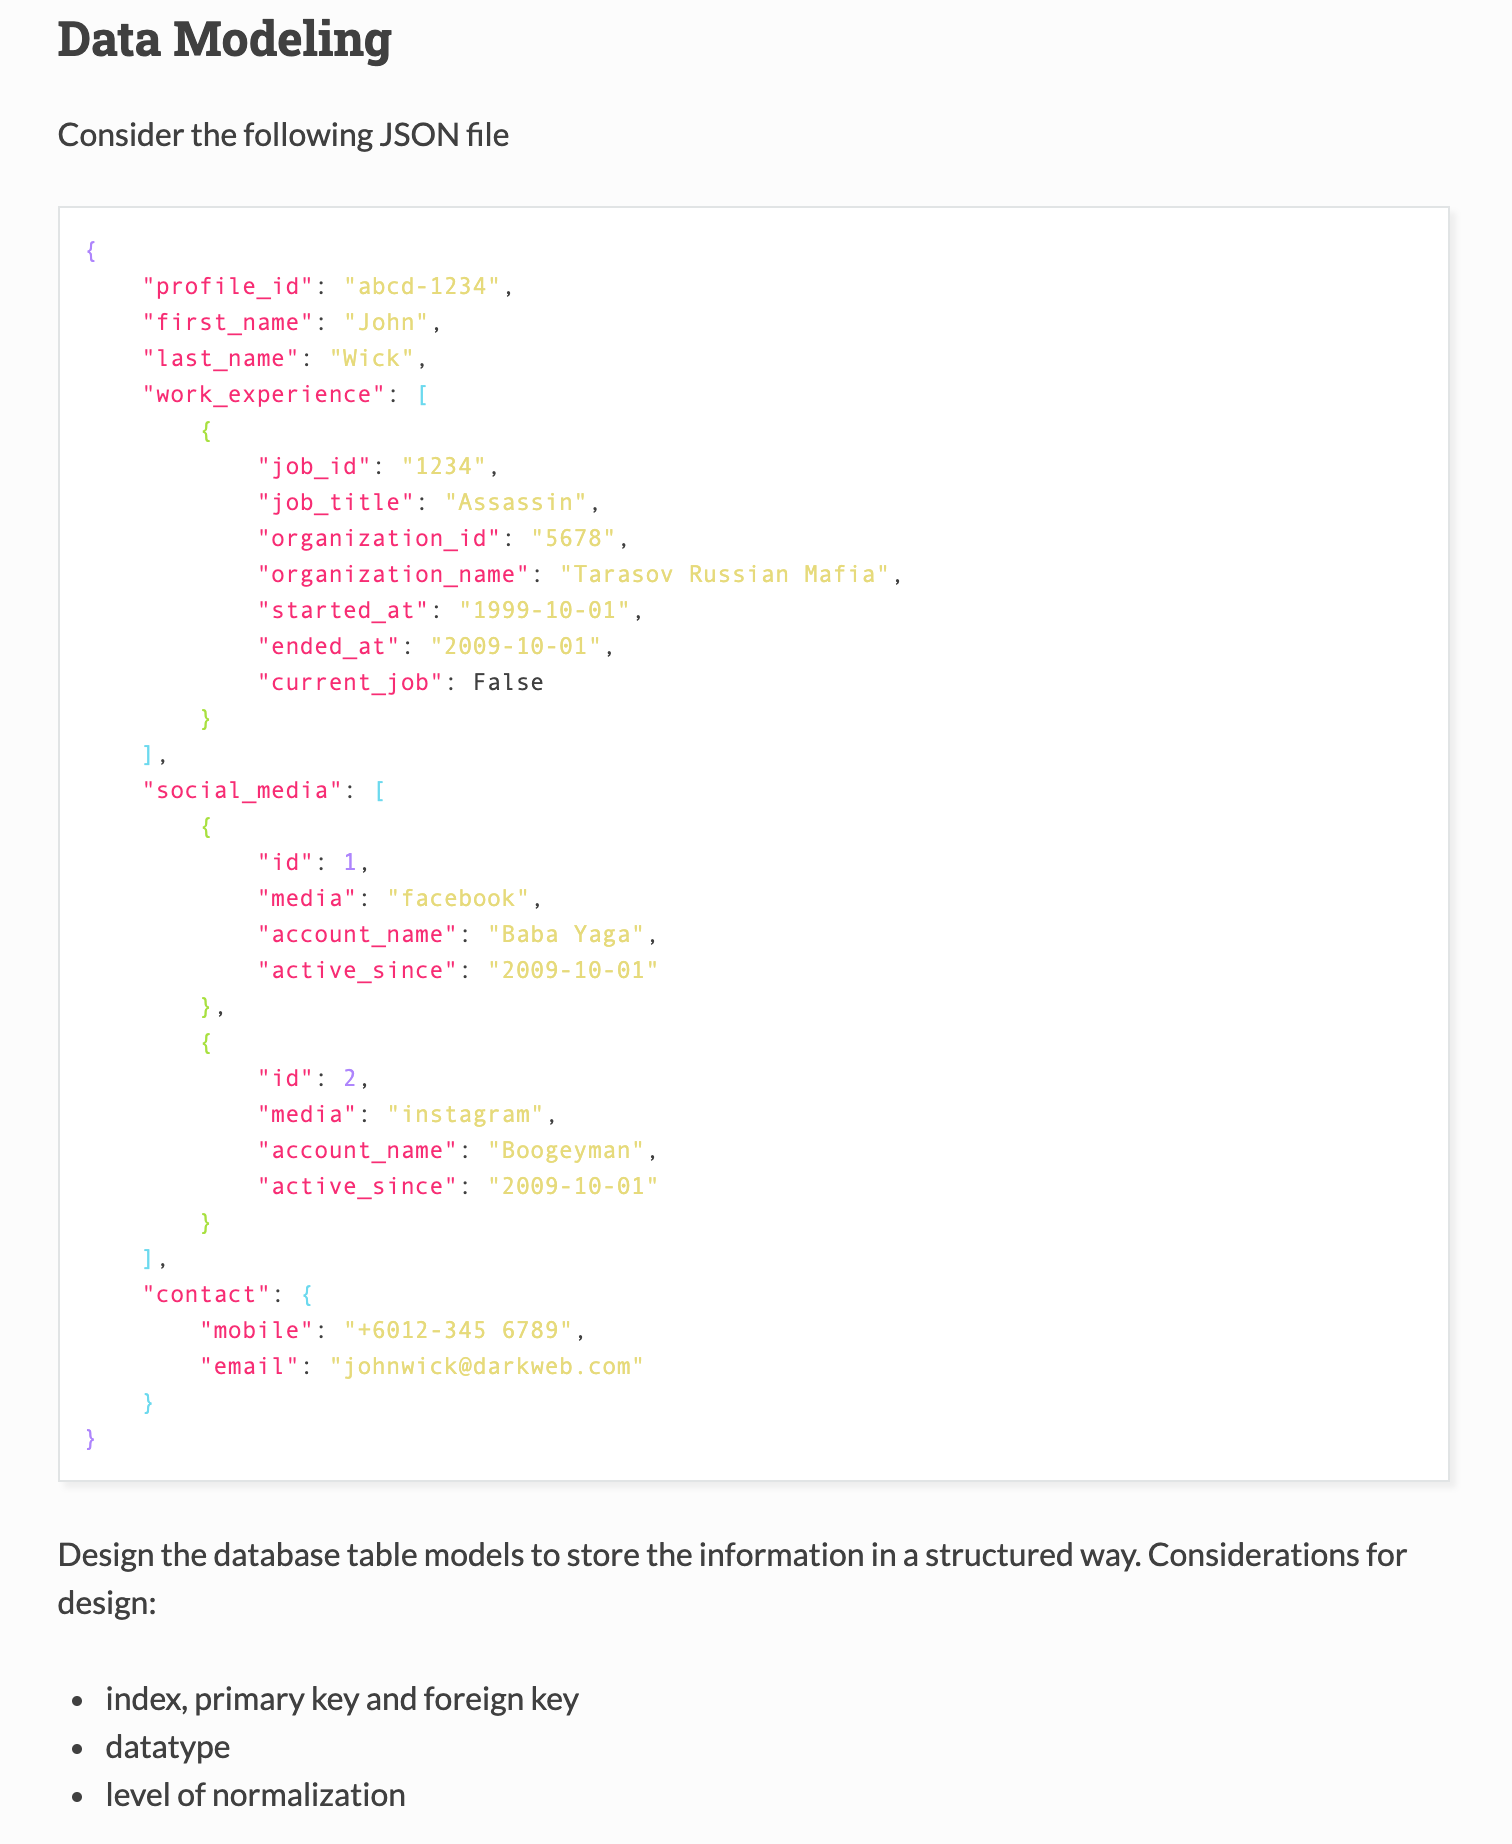 Data Modeling
Consider the following JSON file
{
    "profile_id": "abcd-1234",
    "first_name": "John",
    "last_name": "Wick",
    "work_experience": [
        {
            "job_id": "1234",
            "job_title": "Assassin",
            "organization_id": "5678",
            "organization_name": "Tarasov Russian Mafia",
            "started_at": "1999-10-01",
            "ended_at": "2009-10-01",
            "current_job": False
        }
    ],
    "social_media": [
        {
            "id": 1,
            "media": "facebook",
            "account_name": "Baba Yaga",
            "active_since": "2009-10-01"
        },
        {
            "id": 2,
            "media": "instagram",
            "account_name": "Boogeyman",
            "active_since": "2009-10-01"
        }
    ],
    "contact": {
        "mobile": "+6012-345 6789",
        "email": "johnwick@darkweb.com"
    }
}
Design the database table models to store the information in a structured way. Considerations for
design:
• index, primary key and foreign key
• datatype
• level of normalization